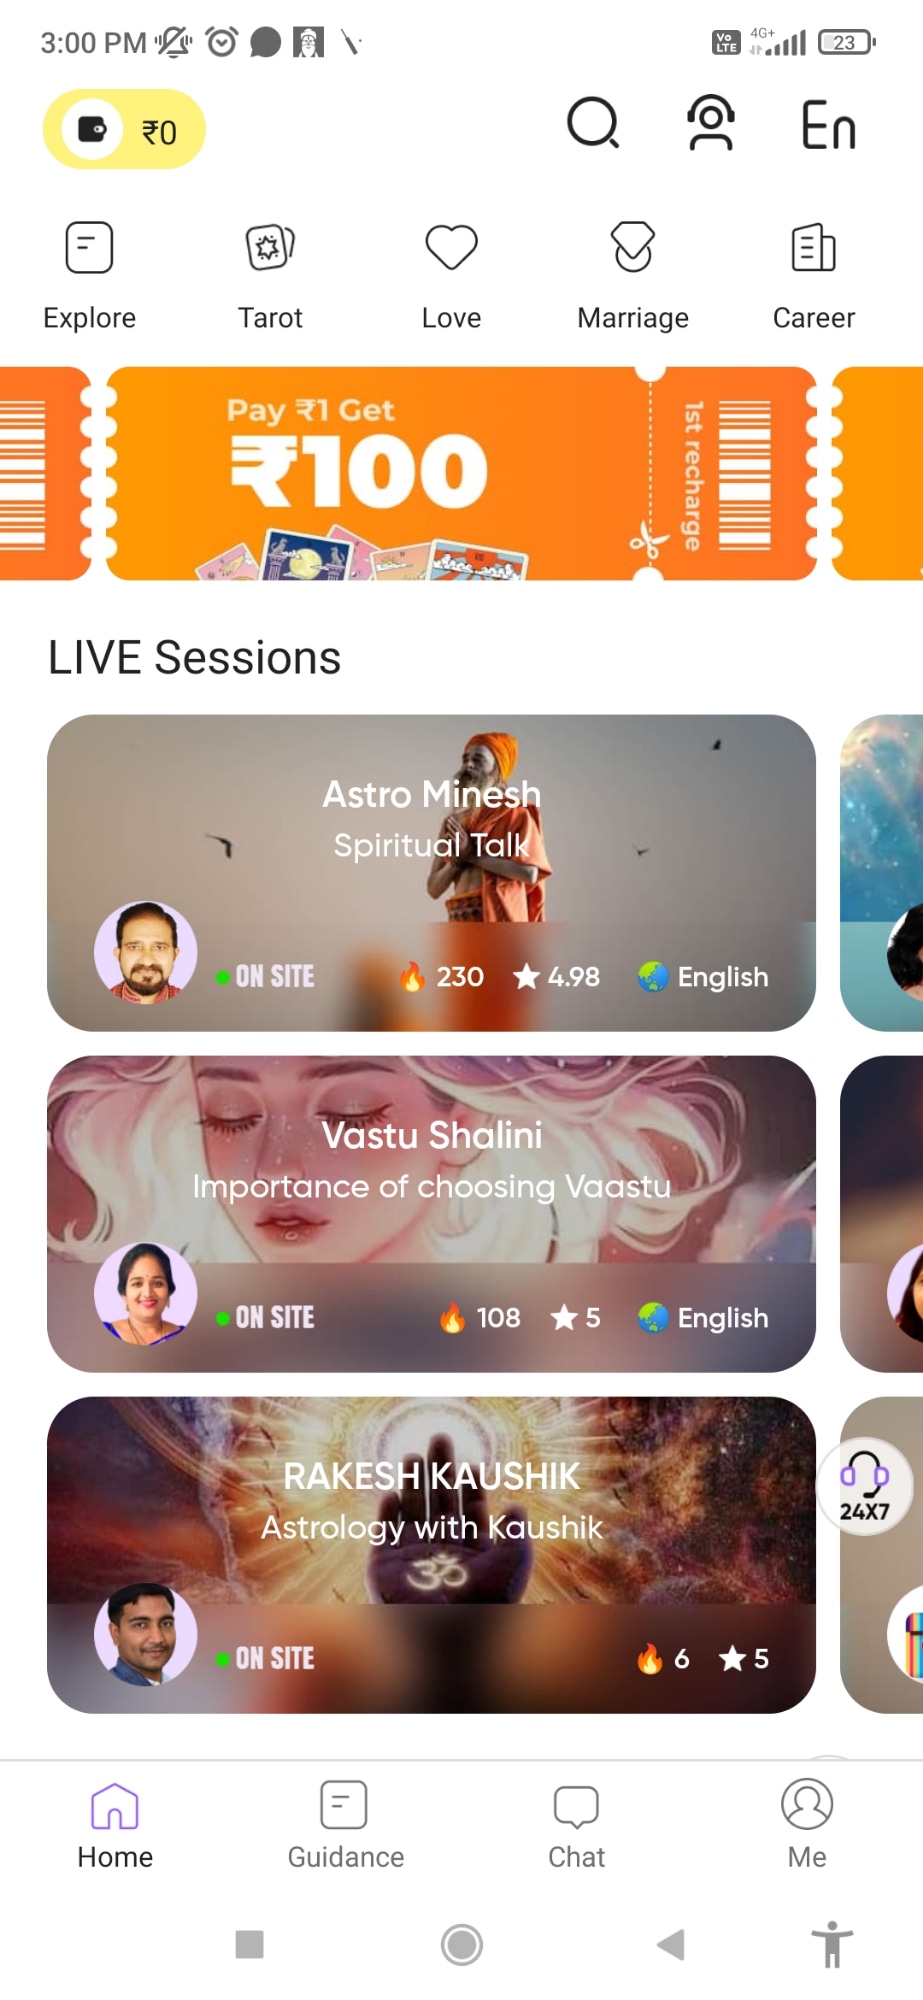 3:00 PM
Vo LTE
4G+
23
₹0
En
Explore
Tarot
Love
Marriage
Career
Pay ₹1 Get
₹100
1st recharge
LIVE Sessions
Astro Minesh
Spiritual Talk
ON SITE
230
4.98
English
Vastu Shalini
Importance of choosing Vaastu
ON SITE
108
5
English
RAKESH KAUSHIK
Astrology with Kaushik
ॐ
24X7
ON SITE
6
5
Home
Guidance
Chat
Me